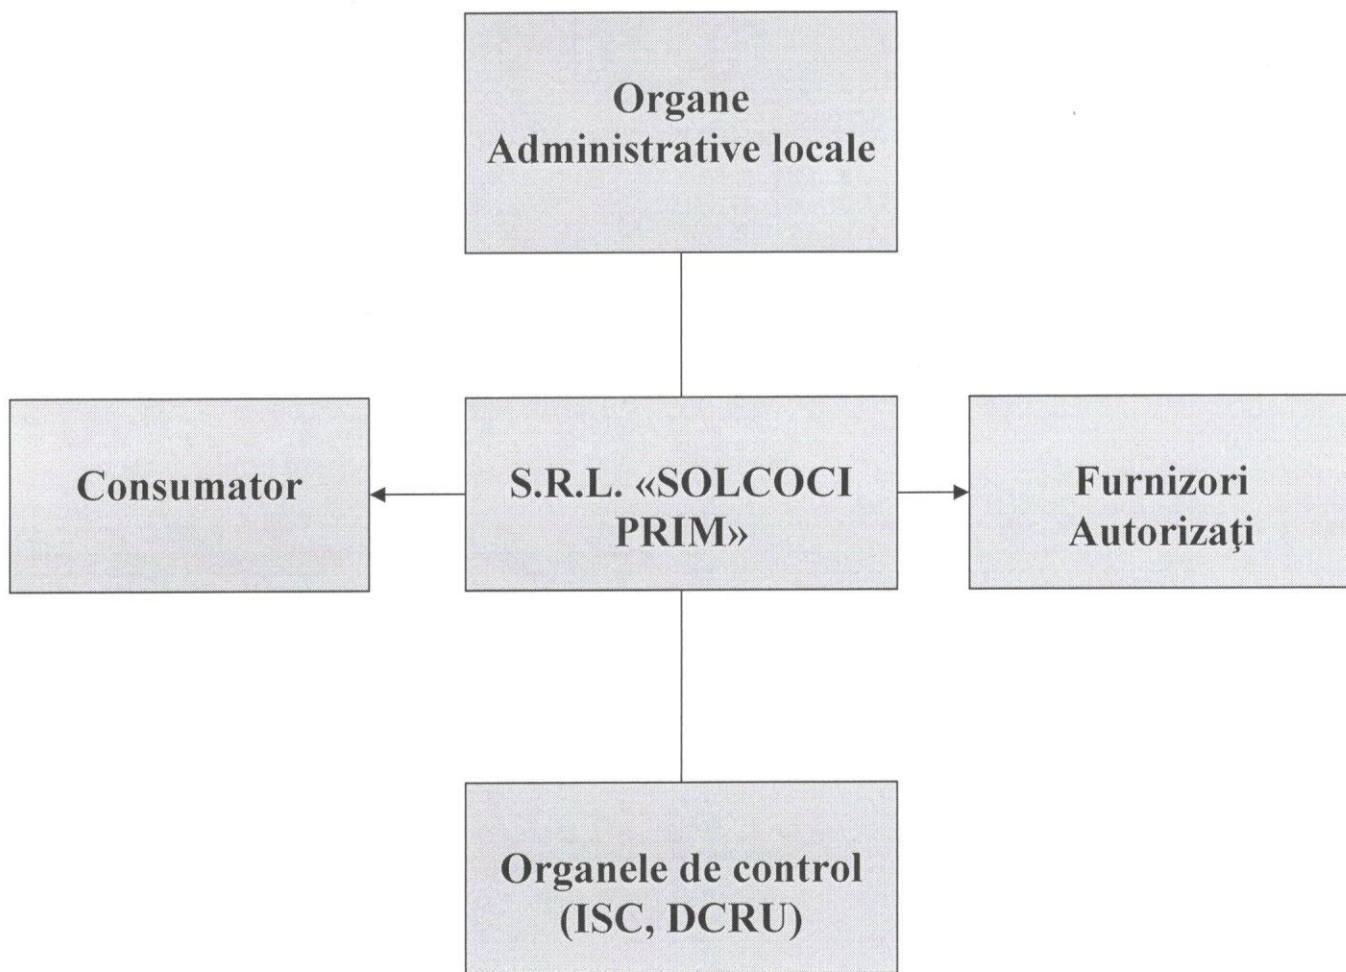 Organe
Administrative locale
Consumator
S.R.L. «SOLCOCI
PRIM»
Furnizori
Autorizaţi
Organele de control
(ISC, DCRU)